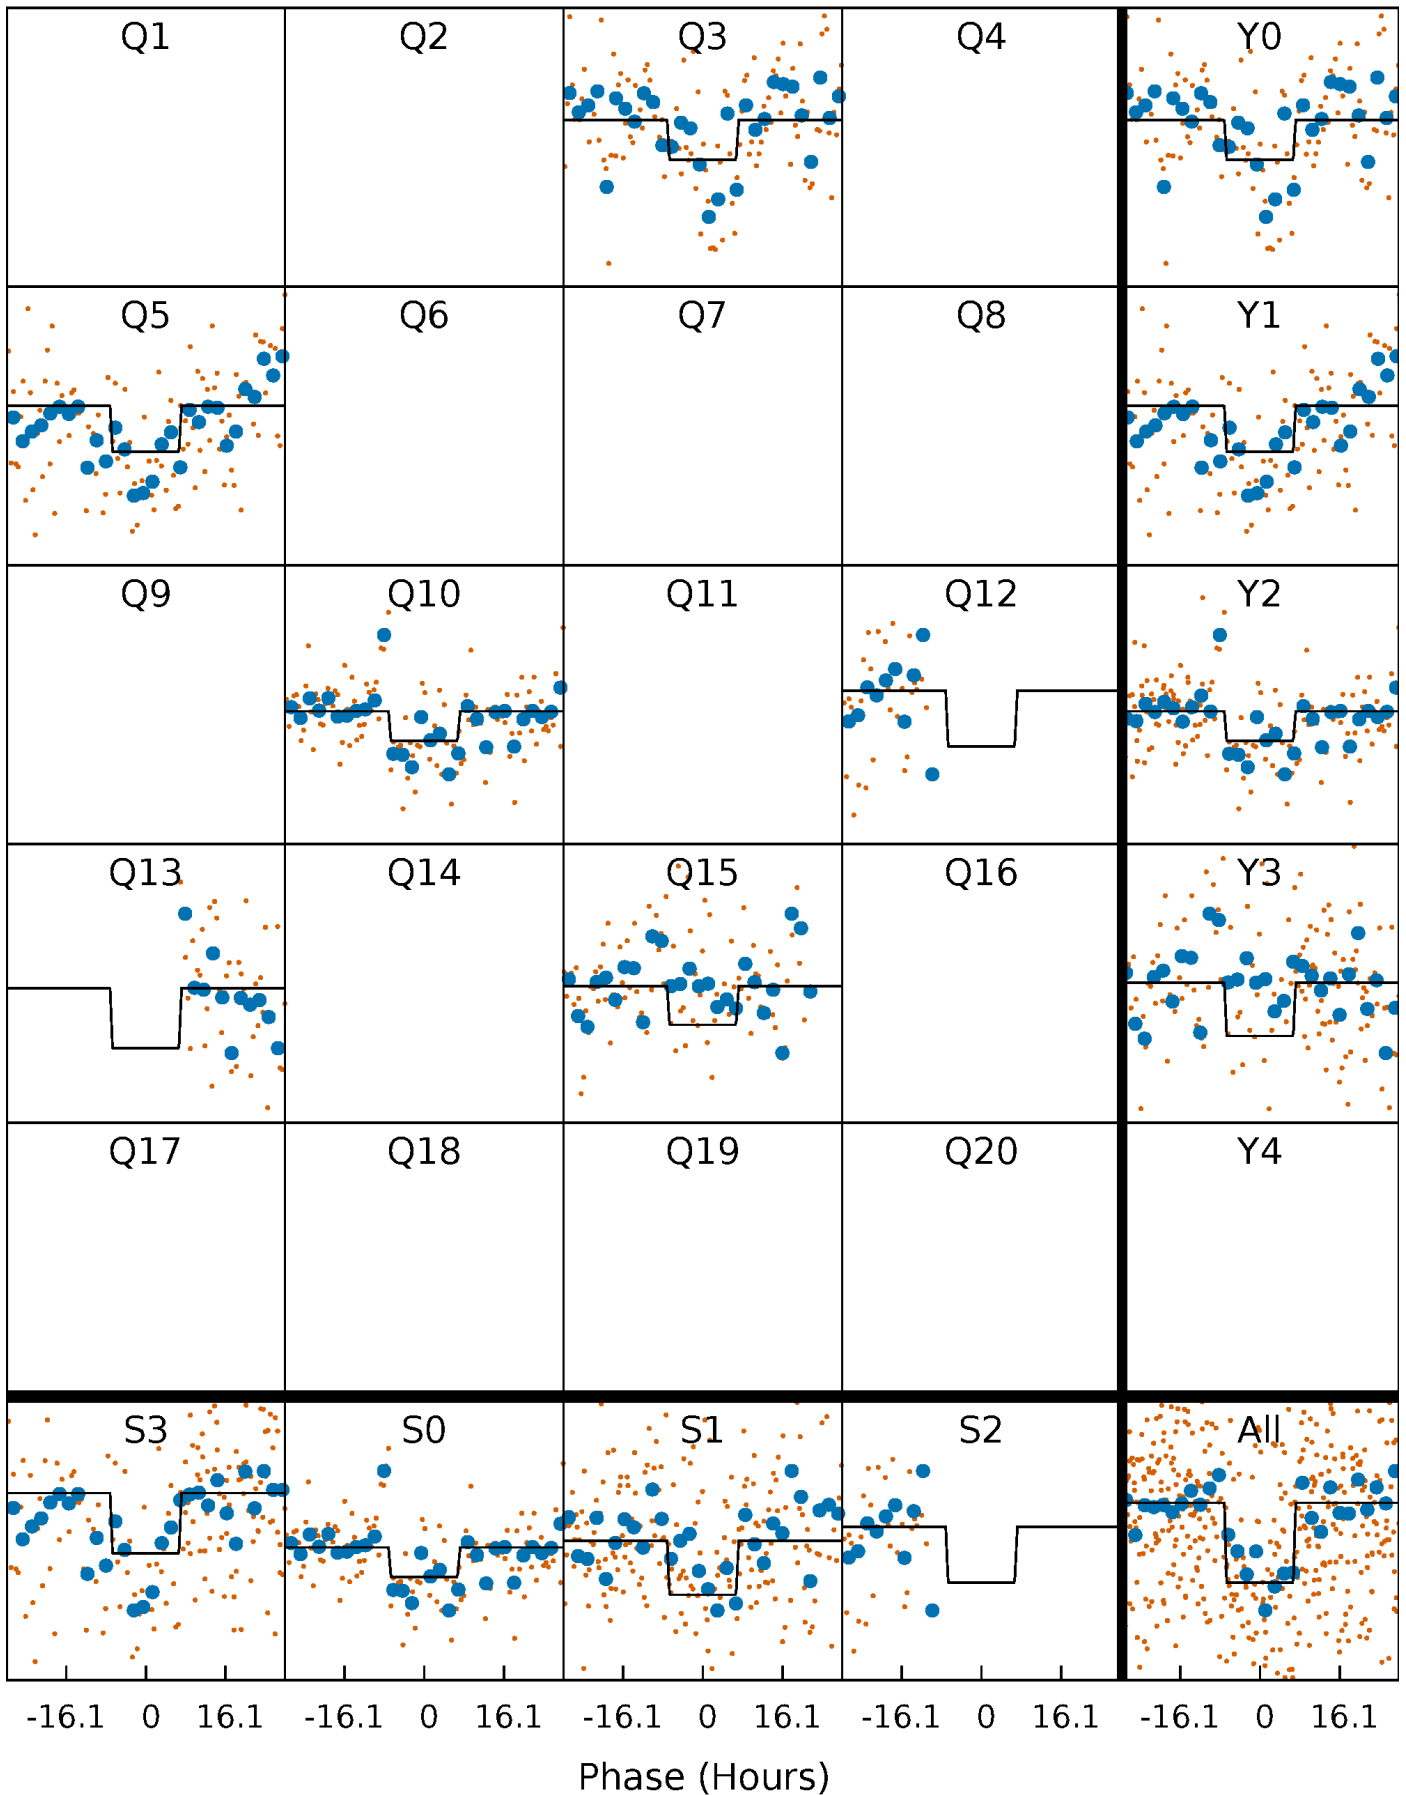 Q1 Q2 Q3 Q4 Y0
Q5 Q6 Q7 Q8 Y1
Q9 Q10 Q11 Q12 Y2
Q13 Q14 Q15 Q16 Y3
Q17 Q18 Q19 Q20 Y4
S3 S0 S1 S2 All
-16.1 0 16.1 -16.1 0 16.1 -16.1 0 16.1 -16.1 0 16.1 -16.1 0 16.1
Phase (Hours)